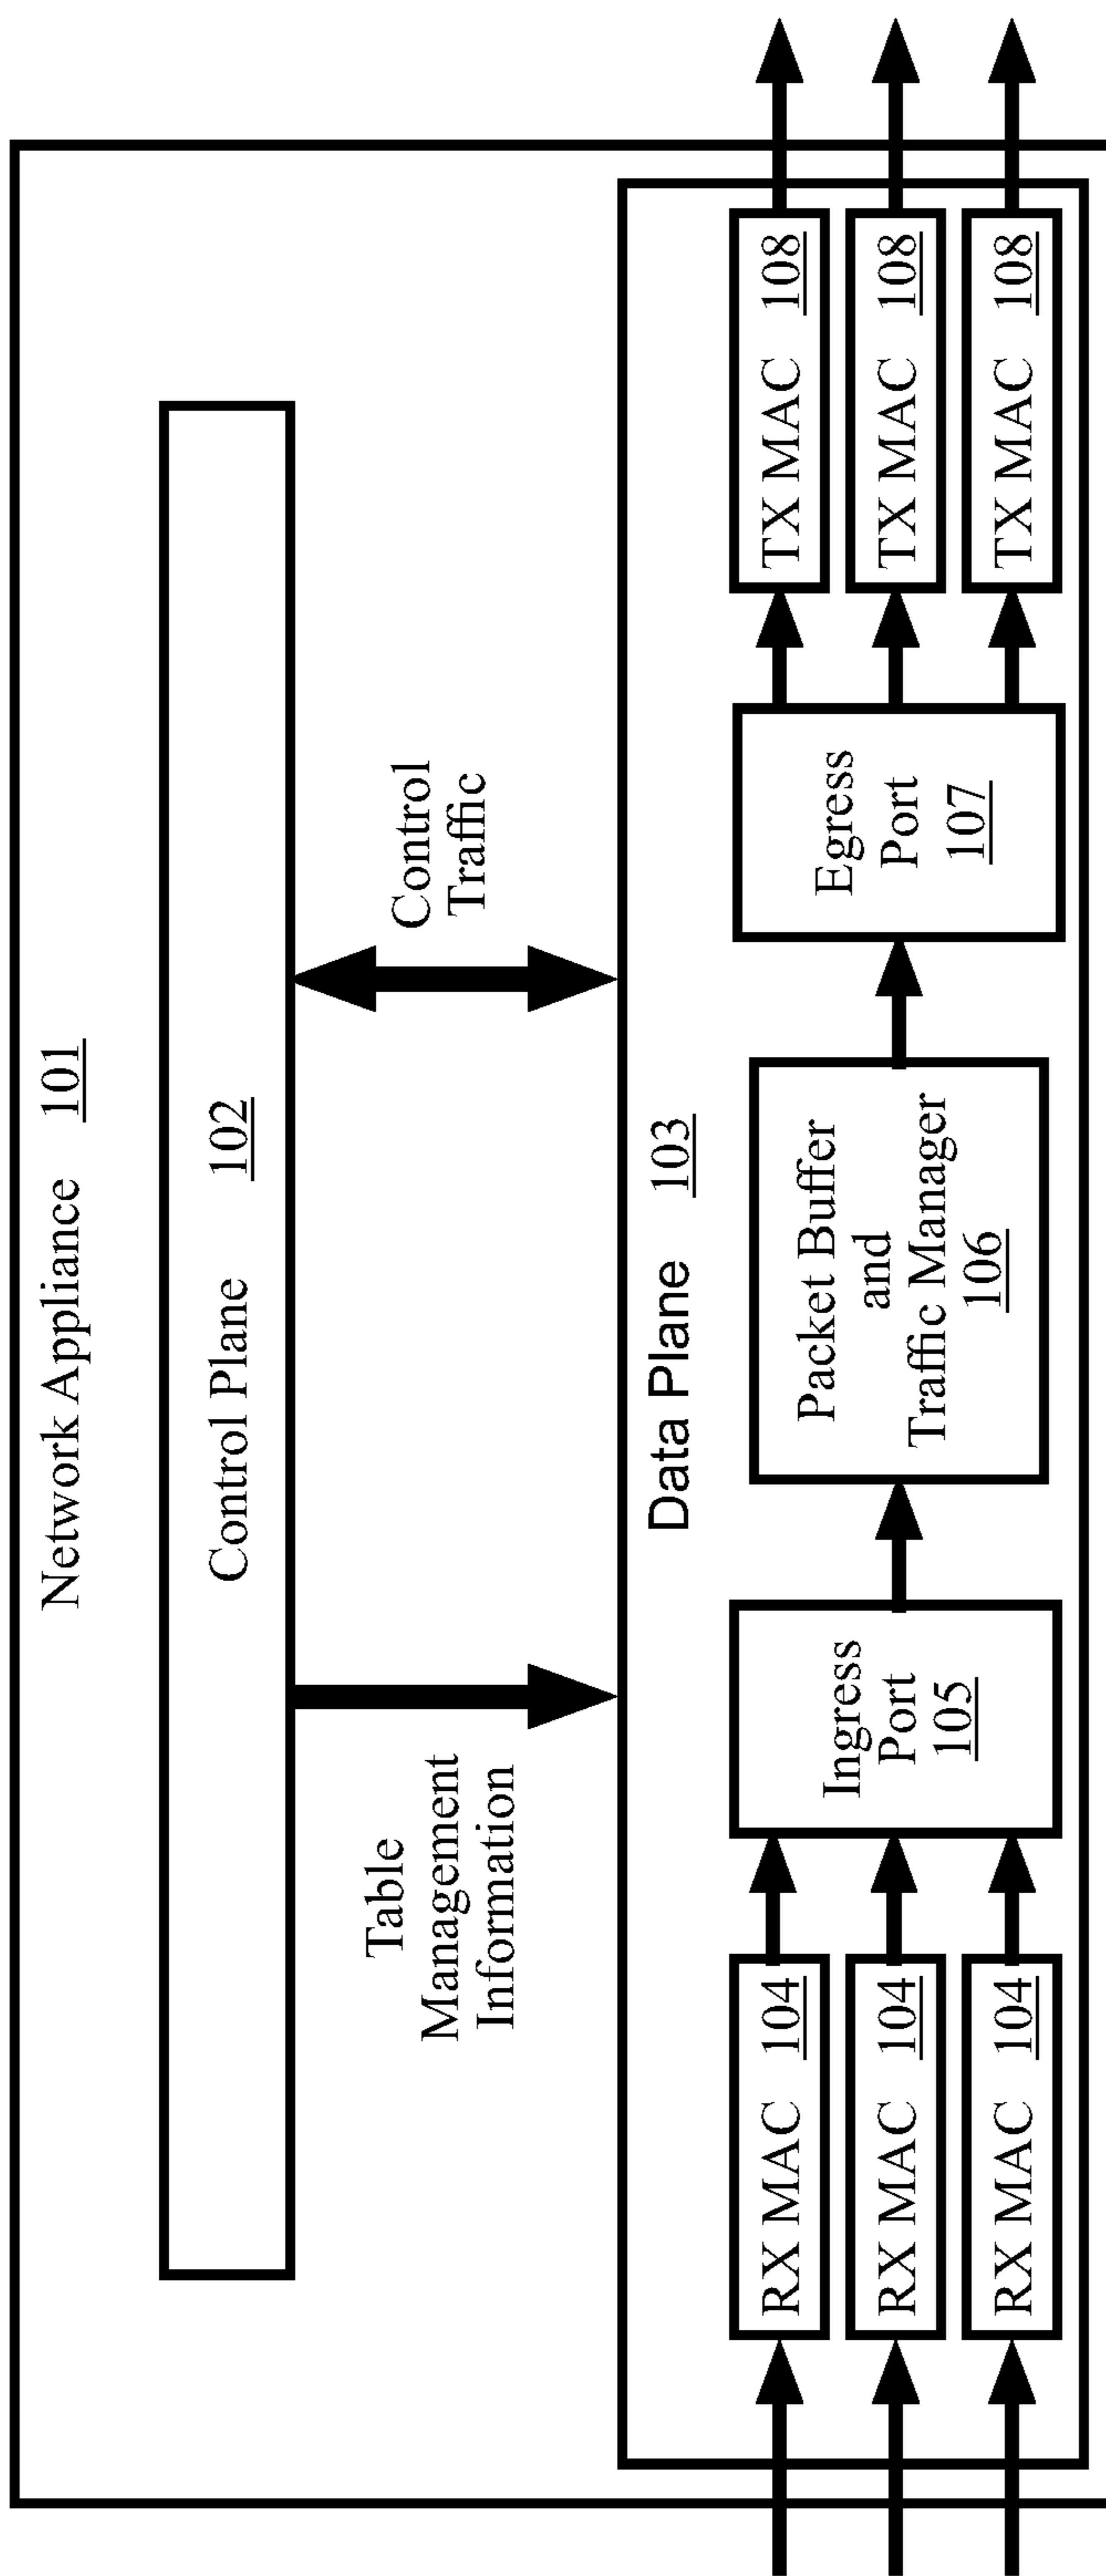 Network Appliance 101
Control Plane 102
Table
Management
Information
Control
Traffic
Data Plane 103
RX MAC 104
RX MAC 104
RX MAC 104
Ingress
Port
105
Packet Buffer
and
Traffic Manager
106
Egress
Port
107
TX MAC 108
TX MAC 108
TX MAC 108